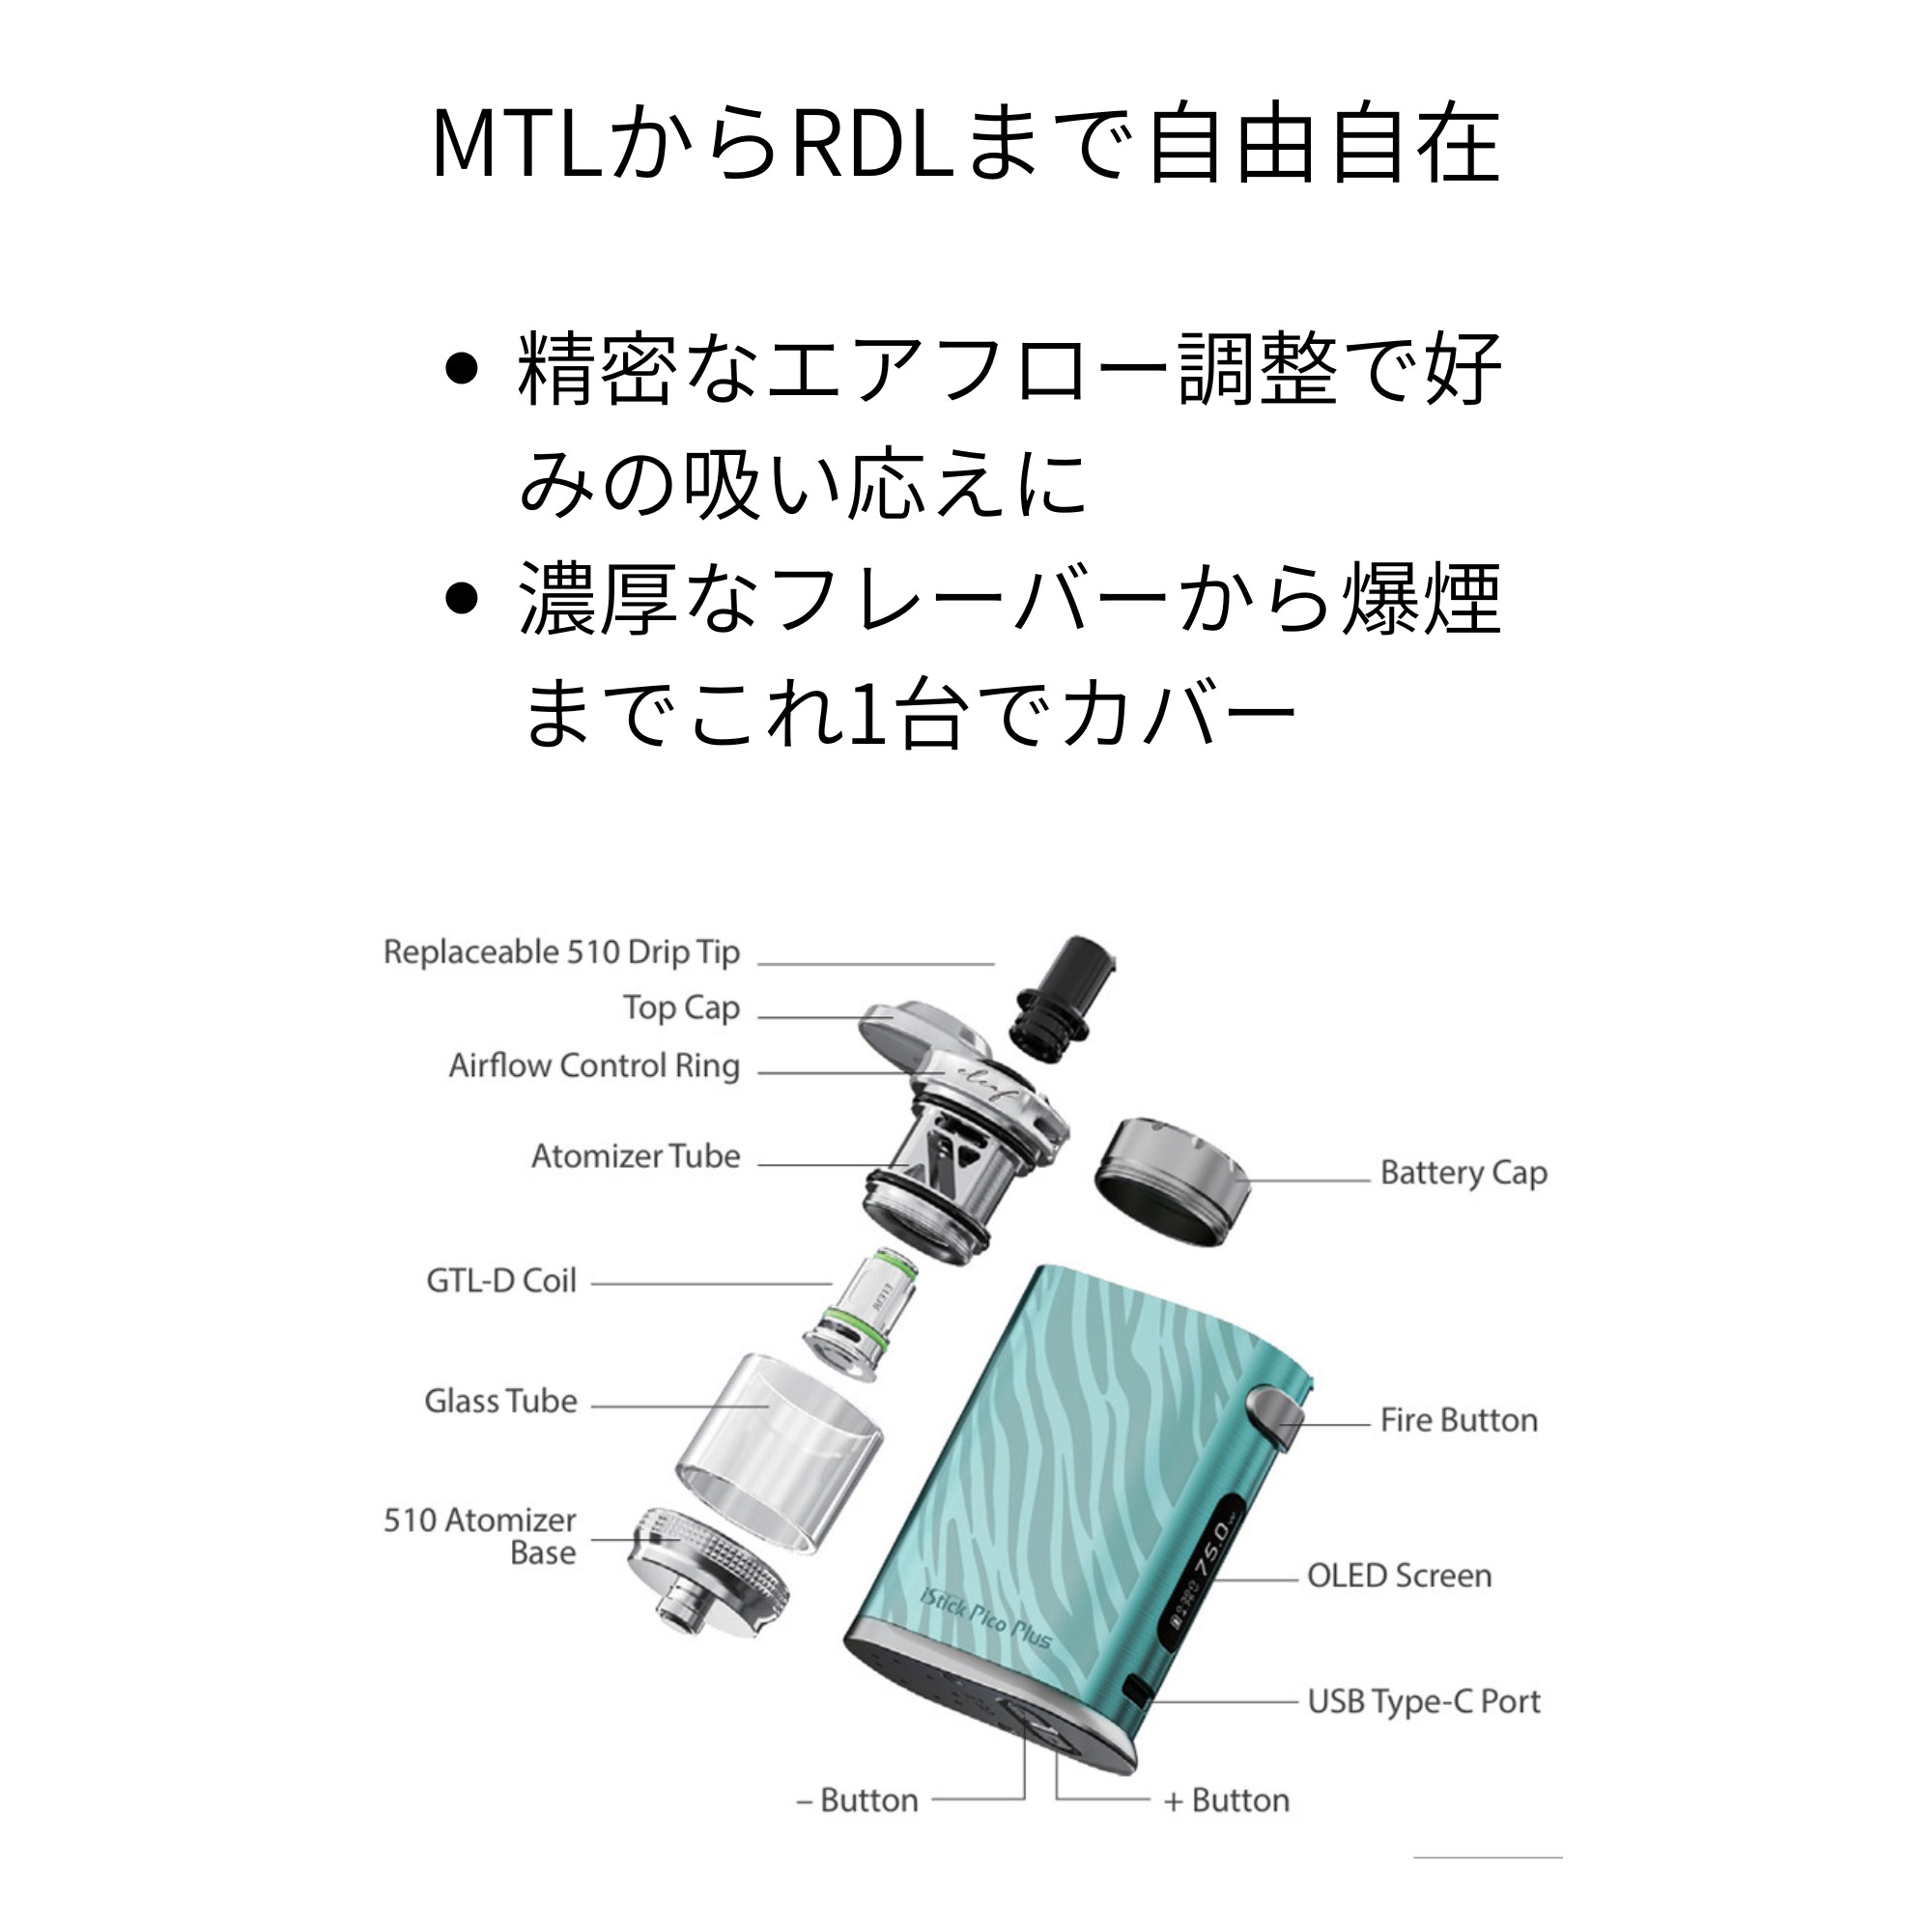 MTLからRDLまで自由自在
• 精密なエアフロー調整で好
みの吸い応えに
• 濃厚なフレーバーから爆煙
までこれ1台でカバー
Replaceable 510 Drip Tip
Top Cap
Airflow Control Ring
eleaf
Atomizer Tube
Battery Cap
GTL-D Coil
ELEAF
Glass Tube
Fire Button
510 Atomizer
Base
75.0
OLED Screen
iStick Pico Plus
USB Type-C Port
– Button
+ Button